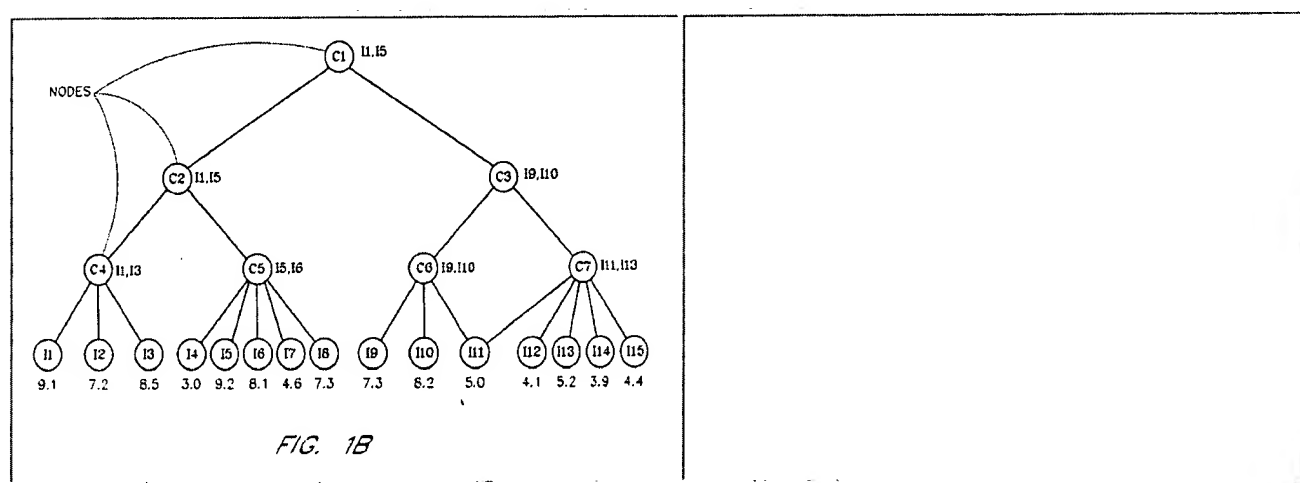 C1 I1,I5
NODES
C2 I1,I5 C3 I9,I10
C4 I1,I3 C5 I5,I6 C6 I9,I10 C7 I11,I13
I1 I2 I3 I4 I5 I6 I7 I8 I9 I10 I11 I12 I13 I14 I15
9.1 7.2 8.5 3.0 9.2 8.1 4.6 7.3 7.3 8.2 5.0 4.1 5.2 3.9 4.4
FIG. 1B